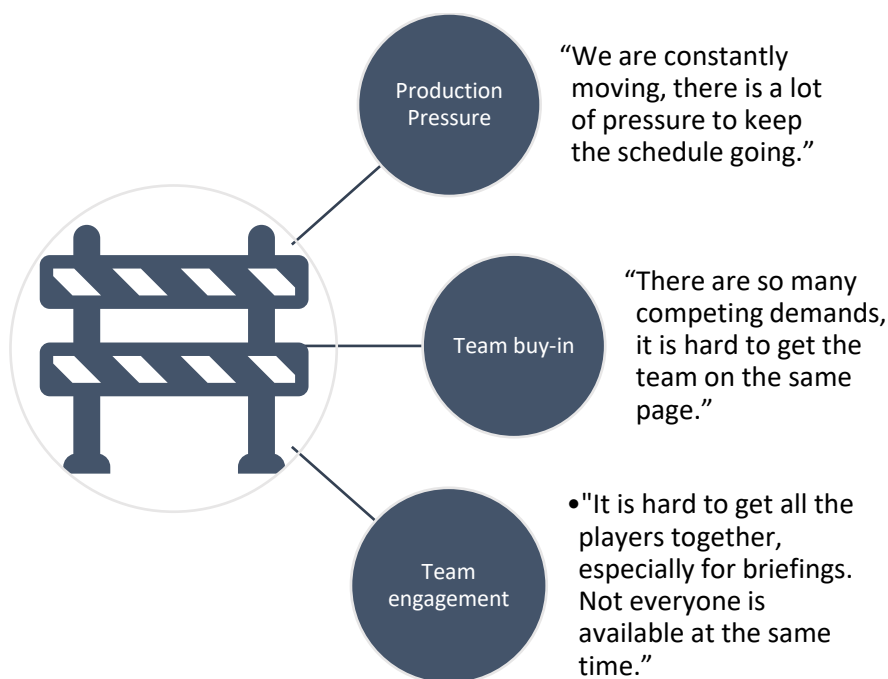 Production
Pressure
“We are constantly
moving, there is a lot
of pressure to keep
the schedule going.”
Team buy-in
“There are so many
competing demands,
it is hard to get the
team on the same
page.”
Team
engagement
•"It is hard to get all the
players together,
especially for briefings.
Not everyone is
available at the same
time.”